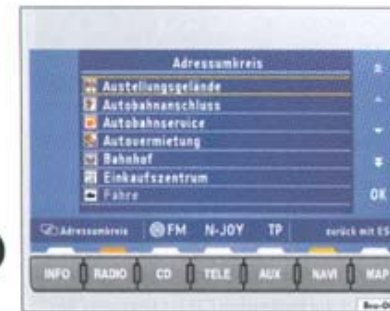 Adressumkreis
Austellungsgelände
Autobahnanschluss
Autobahnservice
Autovermietung
Bahnhof
Einkaufszentrum
Fähre
OK
Adressumkreis FM N-JOY TP zurück mit ES
INFO RADIO CD TELE AUX NAVI MAP